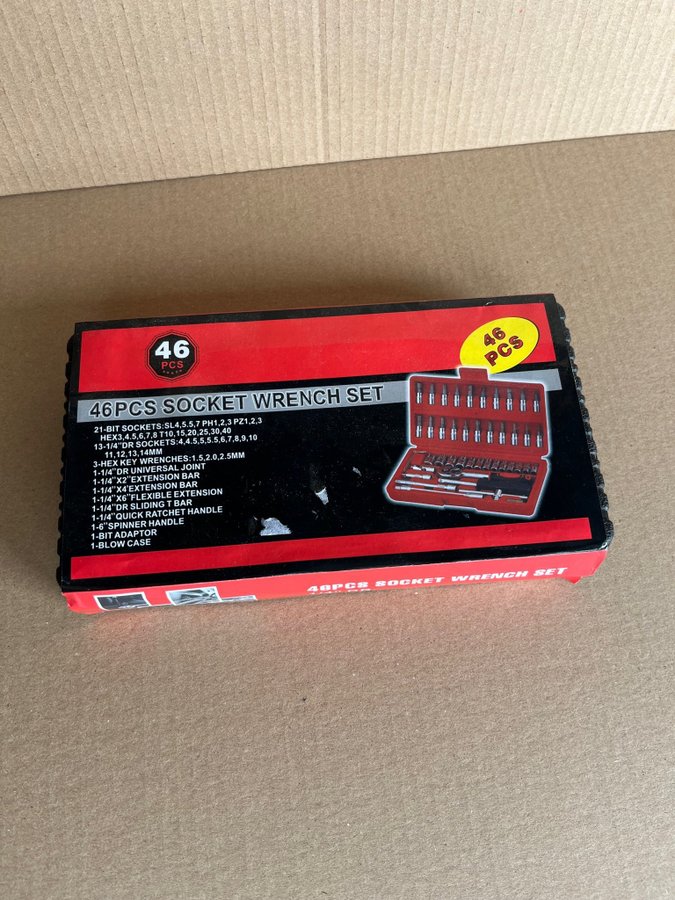 46
PCS
46
PCS
46PCS SOCKET WRENCH SET
21-BIT SOCKETS:SL4,5.5,7 PH1,2,3 PZ1,2,3
HEX3,4,5,6,7,8 T10,15,20,25,30,40
13-1/4"DR SOCKETS:4,4.5,5,5.5,6,7,8,9,10
11,12,13,14MM
3-HEX KEY WRENCHES:1.5,2.0,2.5MM
1-1/4"DR UNIVERSAL JOINT
1-1/4"X2"EXTENSION BAR
1-1/4"X4"EXTENSION BAR
1-1/4"X6"FLEXIBLE EXTENSION
1-1/4"DR SLIDING T BAR
1-1/4"QUICK RATCHET HANDLE
1-6"SPINNER HANDLE
1-BIT ADAPTOR
1-BLOW CASE
46PCS SOCKET WRENCH SET